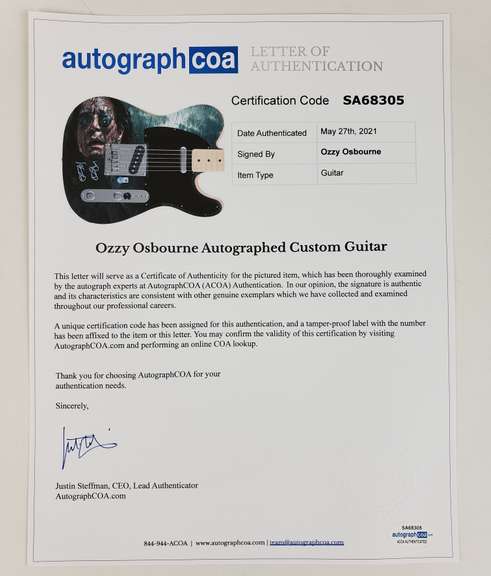 autographcoa LETTER OF
AUTHENTICATION
Certification Code SA68305
Date Authenticated May 27th, 2021
Signed By Ozzy Osbourne
Item Type Guitar
Ozzy Osbourne Autographed Custom Guitar
This letter will serve as a Certificate of Authenticity for the pictured item, which has been thoroughly examined
by the autograph experts at AutographCOA (ACOA) Authentication. In our opinion, the signature is authentic
and its characteristics are consistent with other genuine exemplars which we have collected and examined
throughout our professional careers.
A unique certification code has been assigned for this authentication, and a tamper-proof label with the number
has been affixed to the item or this letter. You may confirm the validity of this certification by visiting
AutographCOA.com and performing an online COA lookup.
Thank you for choosing AutographCOA for your
authentication needs.
Sincerely,
Justin Steffman, CEO, Lead Authenticator
AutographCOA.com
844-944-ACOA | www.autographcoa.com | team@autographcoa.com
SA68305
autographcoa
ACOA AUTHENTICATED